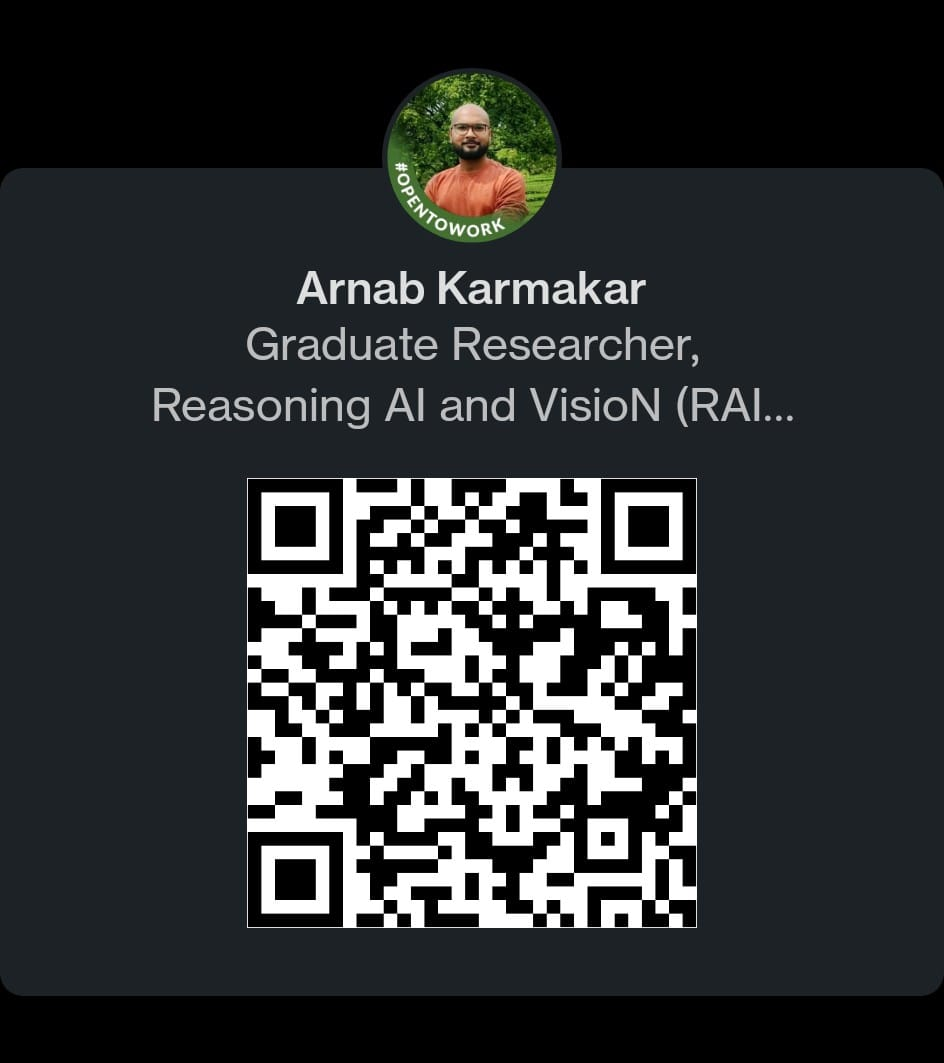 #OPENTOWORK
Arnab Karmakar
Graduate Researcher,
Reasoning AI and VisioN (RAI...